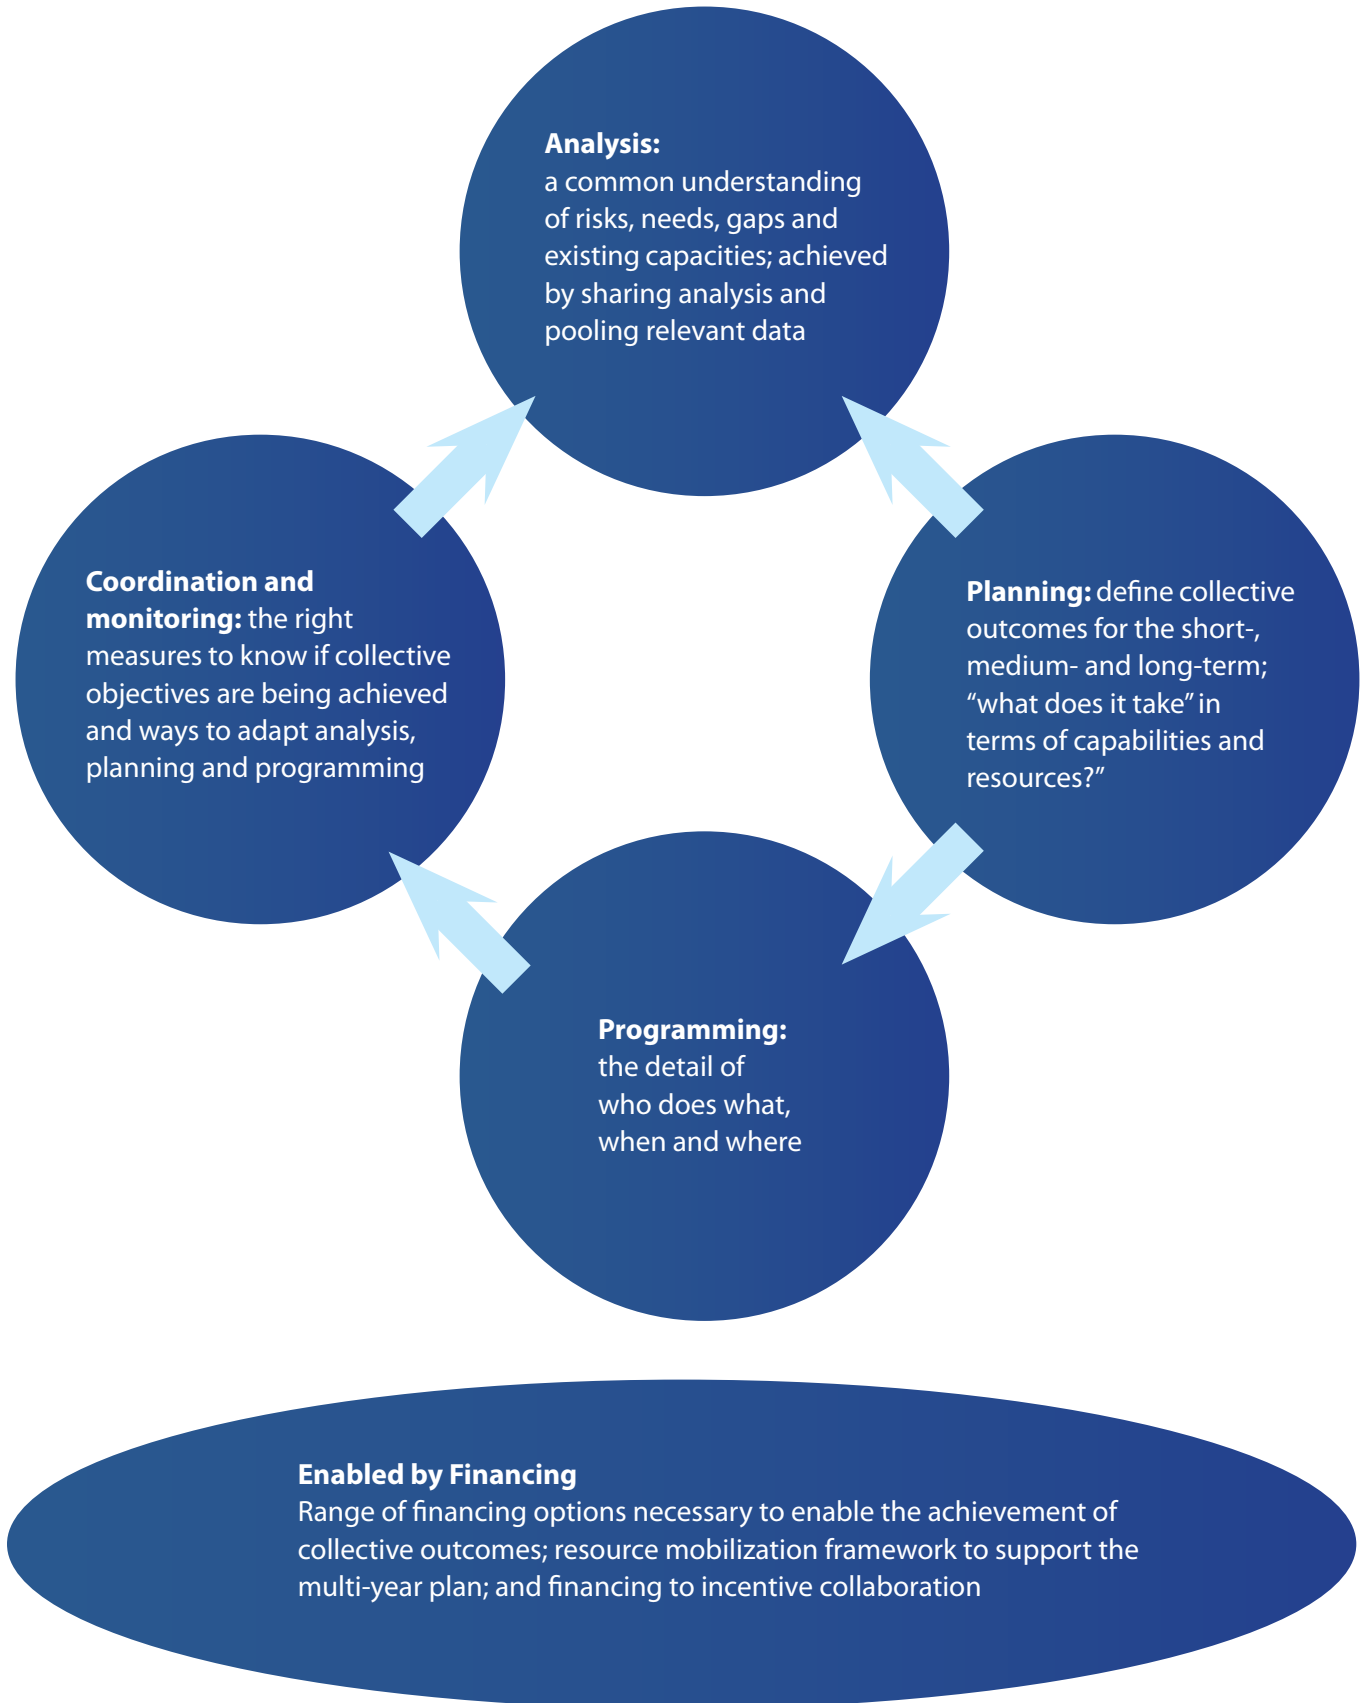 Analysis:
a common understanding
of risks, needs, gaps and
existing capacities; achieved
by sharing analysis and
pooling relevant data
Coordination and
monitoring: the right
measures to know if collective
objectives are being achieved
and ways to adapt analysis,
planning and programming
Planning: define collective
outcomes for the short-,
medium- and long-term;
“what does it take” in
terms of capabilities and
resources?”
Programming:
the detail of
who does what,
when and where
Enabled by Financing
Range of financing options necessary to enable the achievement of
collective outcomes; resource mobilization framework to support the
multi-year plan; and financing to incentive collaboration